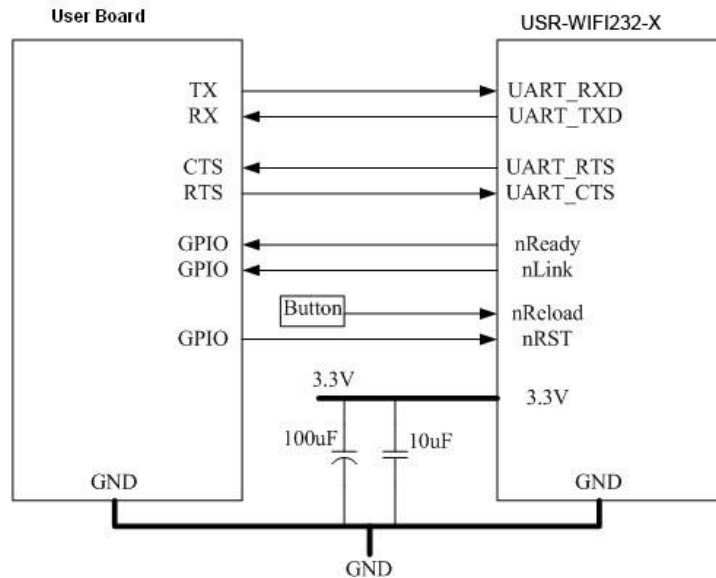 User Board
USR-WIFI232-X
TX
UART_RXD
RX
UART_TXD
CTS
UART_RTS
RTS
UART_CTS
GPIO
nReady
GPIO
nLink
Button
nReload
GPIO
nRST
3.3V
3.3V
100uF
10uF
GND
GND
GND